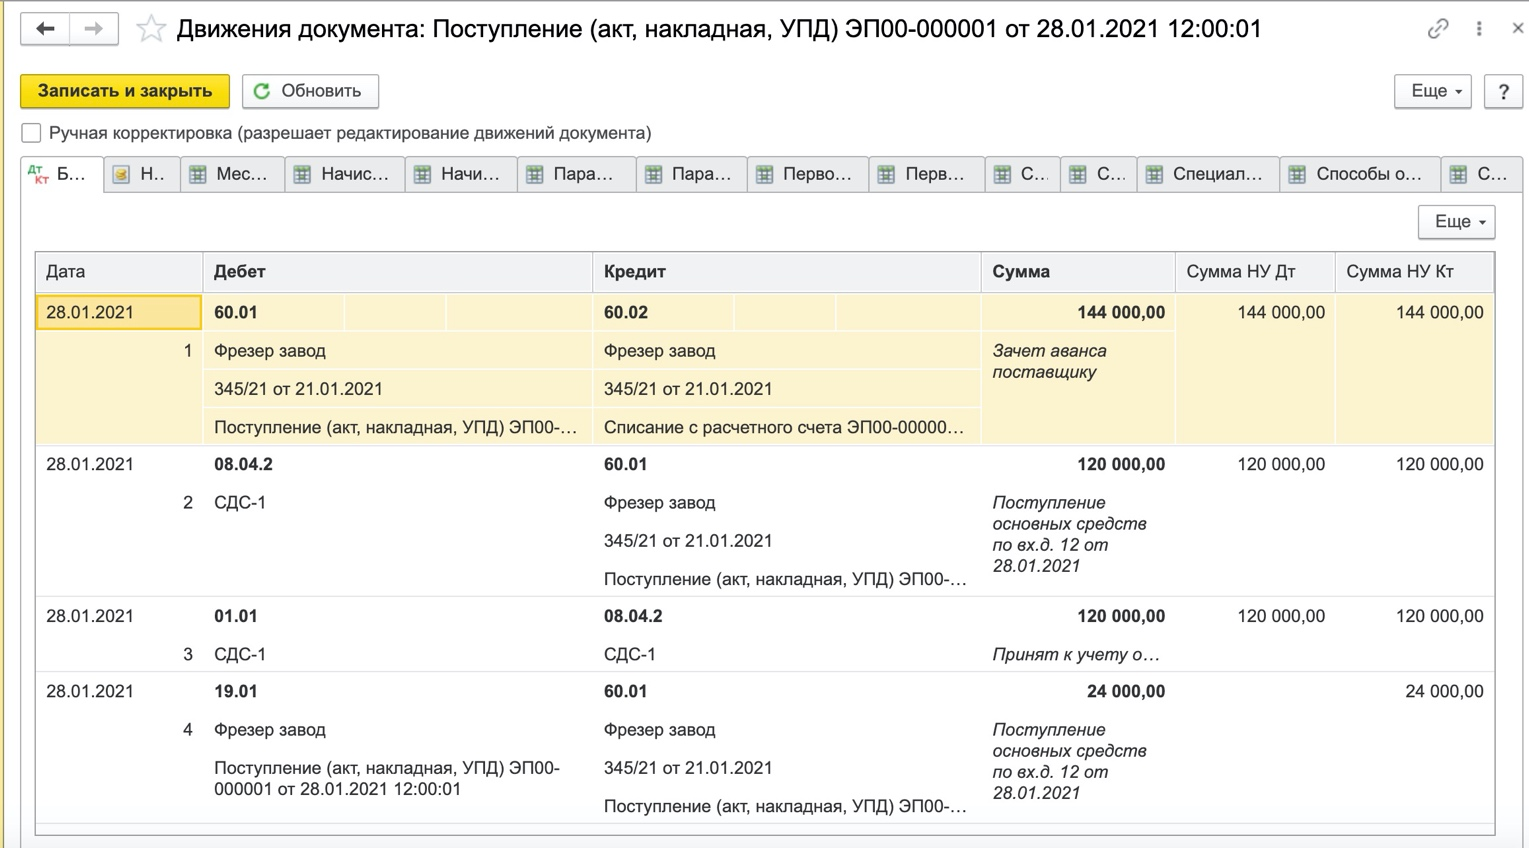 Движения документа: Поступление (акт, накладная, УПД) ЭП00-000001 от 28.01.2021 12:00:01
Записать и закрыть
Обновить
Еще
?
Ручная корректировка (разрешает редактирование движений документа)
Дт Кт Б... Н.. Мес... Начис... Начи... Пара... Пара... Перво... Перв... С... С... Специал... Способы о... С...
Еще
Дата Дебет Кредит Сумма Сумма НУ Дт Сумма НУ Кт
28.01.2021 60.01 60.02 144 000,00 144 000,00 144 000,00
1 Фрезер завод Фрезер завод Зачет аванса
поставщику
345/21 от 21.01.2021 345/21 от 21.01.2021
Поступление (акт, накладная, УПД) ЭП00-... Списание с расчетного счета ЭП00-00000...
28.01.2021 08.04.2 60.01 120 000,00 120 000,00 120 000,00
2 СДС-1 Фрезер завод Поступление
основных средств
345/21 от 21.01.2021 по вх.д. 12 от
28.01.2021
Поступление (акт, накладная, УПД) ЭП00-...
28.01.2021 01.01 08.04.2 120 000,00 120 000,00 120 000,00
3 СДС-1 СДС-1 Принят к учету о...
28.01.2021 19.01 60.01 24 000,00 24 000,00
4 Фрезер завод Фрезер завод Поступление
основных средств
Поступление (акт, накладная, УПД) ЭП00- 345/21 от 21.01.2021 по вх.д. 12 от
000001 от 28.01.2021 12:00:01 28.01.2021
Поступление (акт, накладная, УПД) ЭП00-...